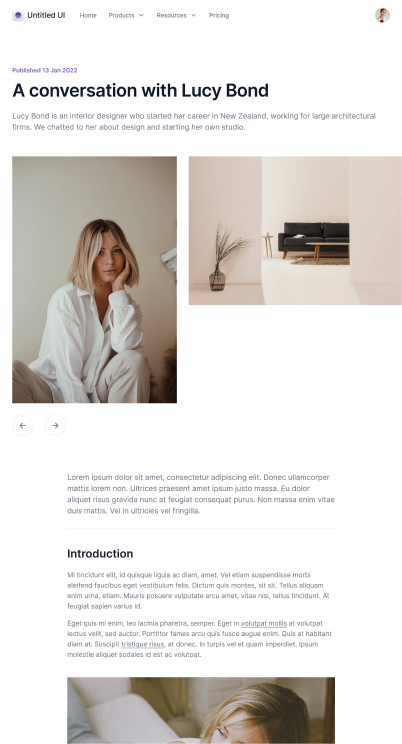 Untitled UI
Home
Products
Resources
Pricing
Published 13 Jan 2022
A conversation with Lucy Bond
Lucy Bond is an interior designer who started her career in New Zealand, working for large architectural
firms. We chatted to her about design and starting her own studio.
Lorem ipsum dolor sit amet, consectetur adipiscing elit. Donec ullamcorper
mattis lorem non. Ultrices praesent amet ipsum justo massa. Eu dolor
aliquet risus gravida nunc at feugiat consequat purus. Non massa enim vitae
duis mattis. Vel in ultricies vel fringilla.
Introduction
Mi tincidunt elit, id quisque ligula ac diam, amet. Vel etiam suspendisse morbi
eleifend faucibus eget vestibulum felis. Dictum quis montes, sit sit. Tellus aliquam
enim urna, etiam. Mauris posuere vulputate arcu amet, vitae nisi, tellus tincidunt. At
feugiat sapien varius id.
Eget quis mi enim, leo lacinia pharetra, semper. Eget in volutpat mollis at volutpat
lectus velit, sed auctor. Porttitor fames arcu quis fusce augue enim. Quis at habitant
diam at. Suscipit tristique risus, at donec. In turpis vel et quam imperdiet. Ipsum
molestie aliquet sodales id est ac volutpat.